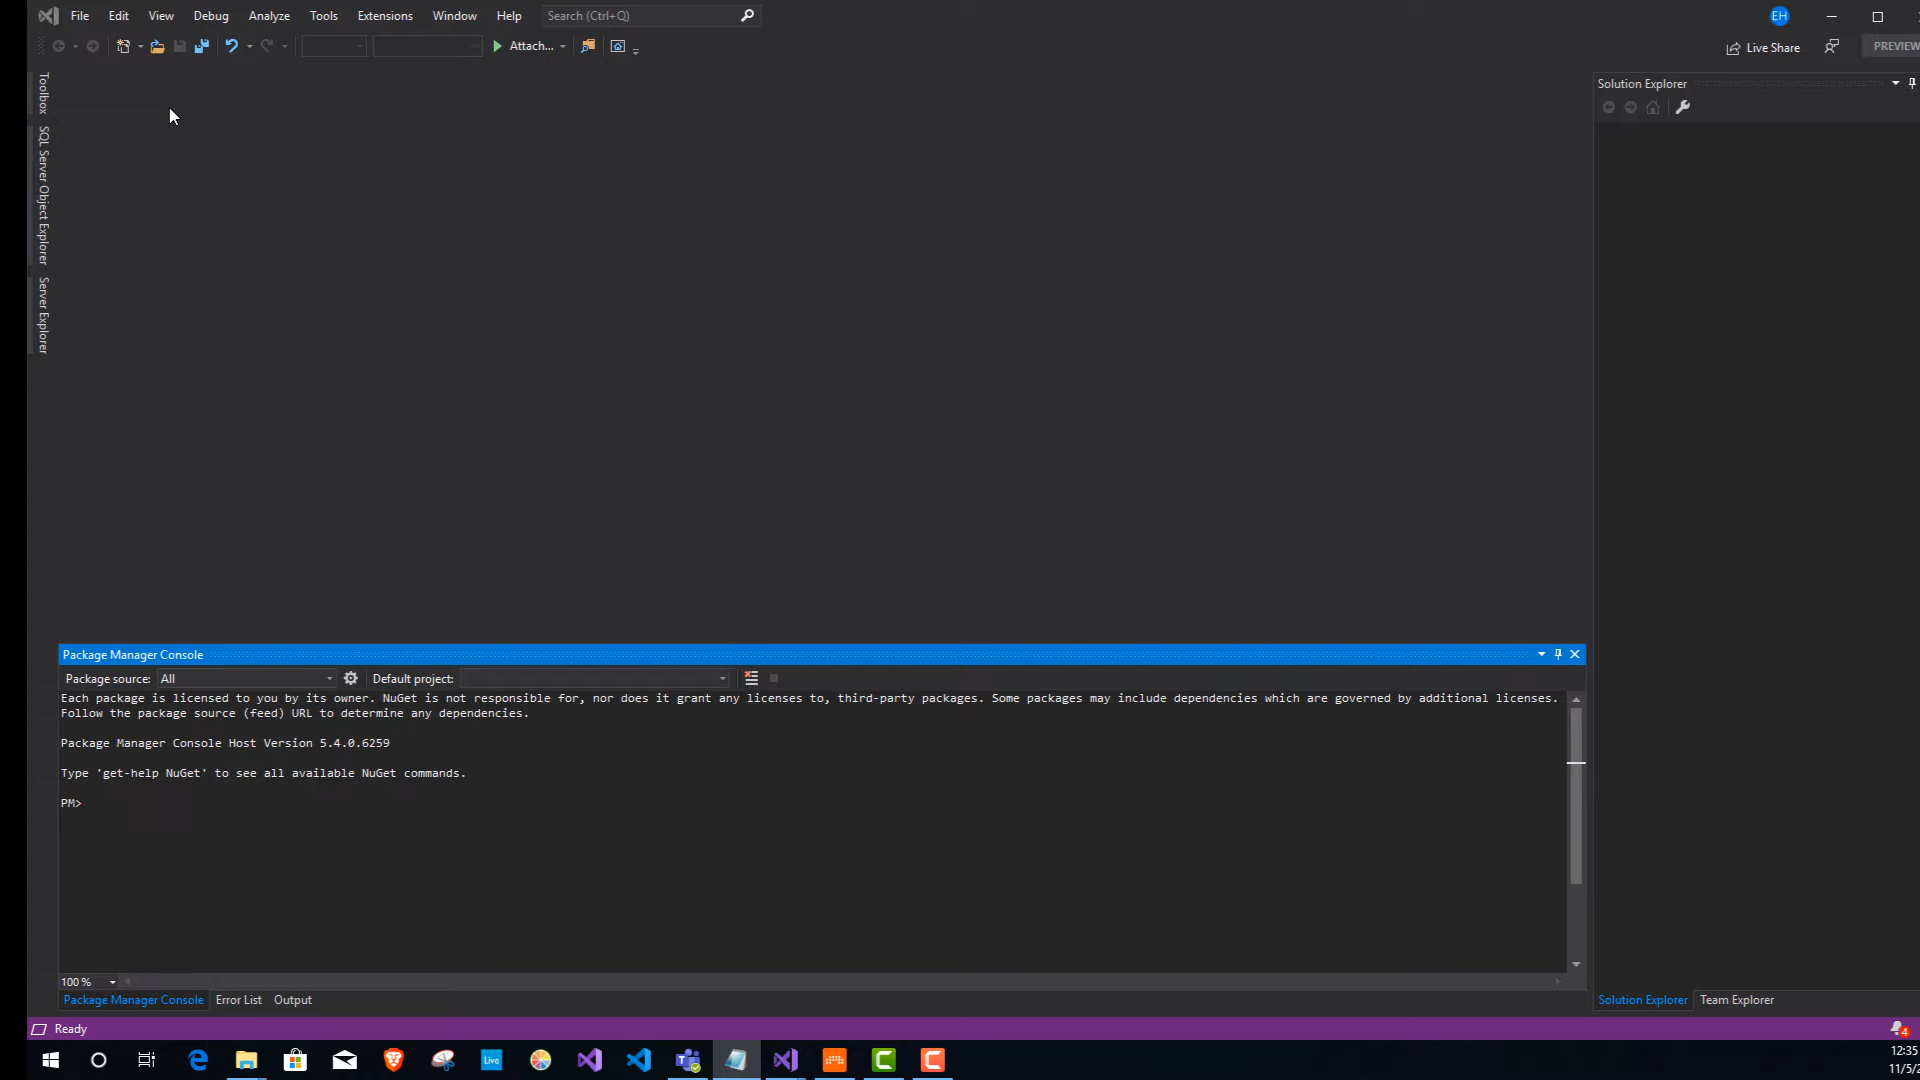 File Edit View Debug Analyze Tools Extensions Window Help Search (Ctrl+Q) EH
Attach... Live Share PREVIEW
Toolbox
SQL Server Object Explorer
Server Explorer
Solution Explorer
Package Manager Console
Package source: All Default project:
Each package is licensed to you by its owner. NuGet is not responsible for, nor does it grant any licenses to, third-party packages. Some packages may include dependencies which are governed by additional licenses.
Follow the package source (feed) URL to determine any dependencies.
Package Manager Console Host Version 5.4.0.6259
Type 'get-help NuGet' to see all available NuGet commands.
PM>
100 %
Package Manager Console Error List Output
Solution Explorer Team Explorer
Ready 4
Live
12:35
11/5/2